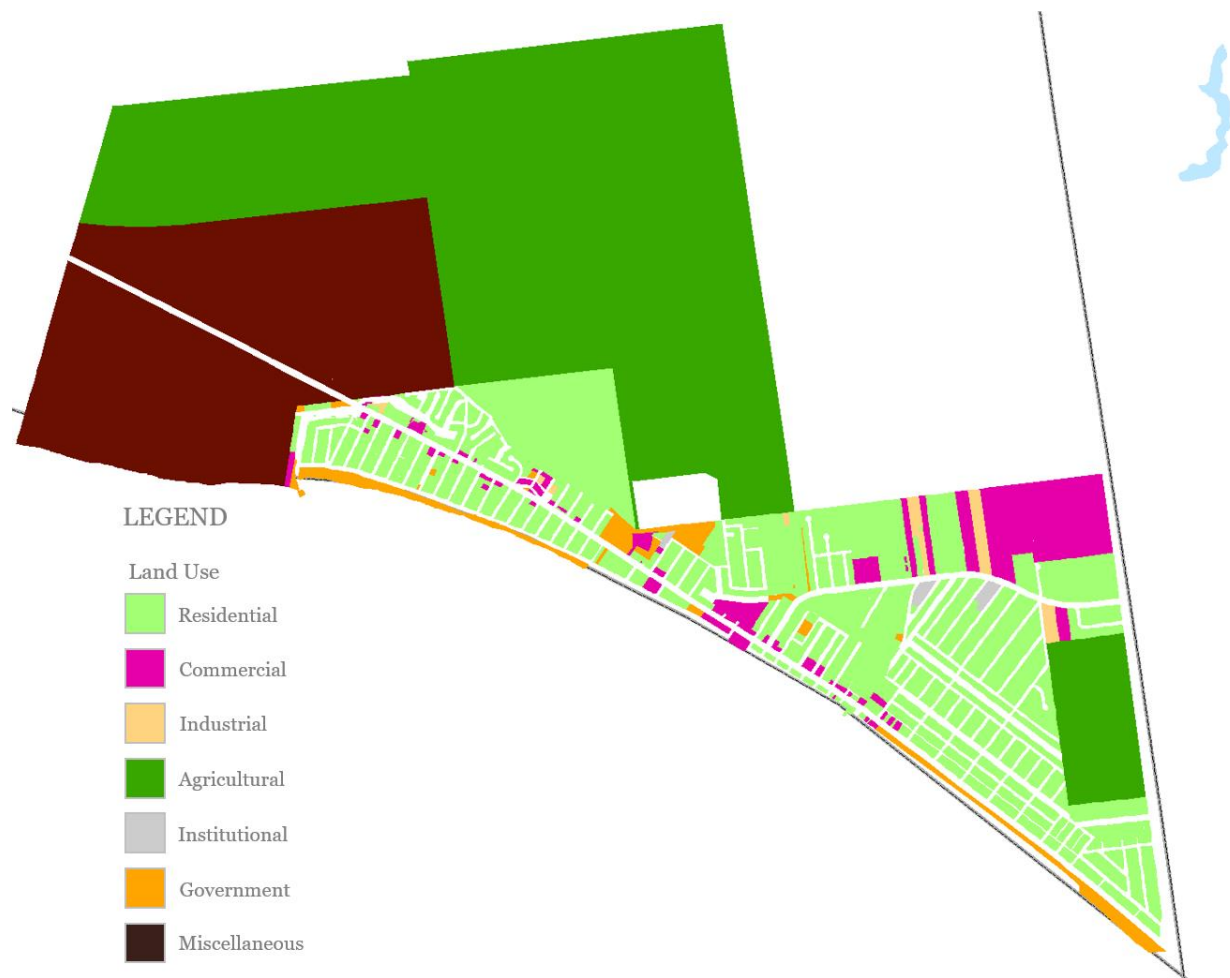 LEGEND
Land Use
Residential
Commercial
Industrial
Agricultural
Institutional
Government
Miscellaneous